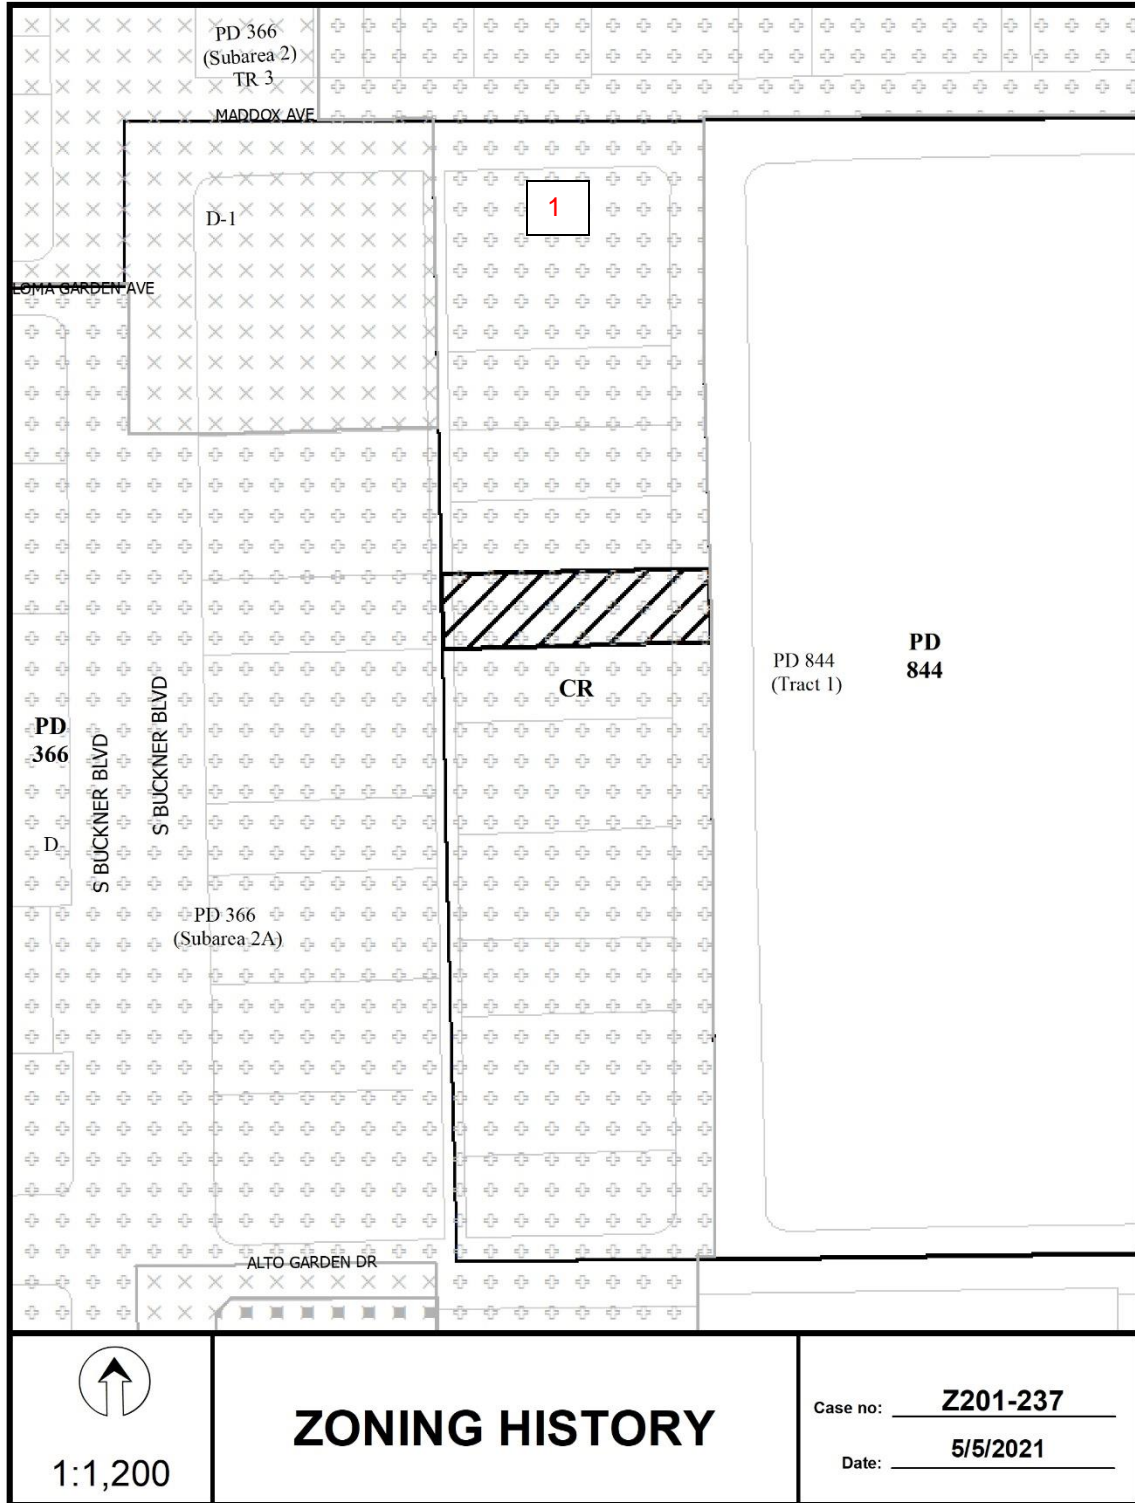 PD 366
(Subarea 2)
TR 3
MADDOX AVE
1
D-1
LOMA GARDEN AVE
PD
844
PD 844
(Tract 1)
CR
PD
366
S BUCKNER BLVD
S BUCKNER BLVD
D
PD 366
(Subarea 2A)
ALTO GARDEN DR
1:1,200
ZONING HISTORY
Case no: Z201-237
Date: 5/5/2021